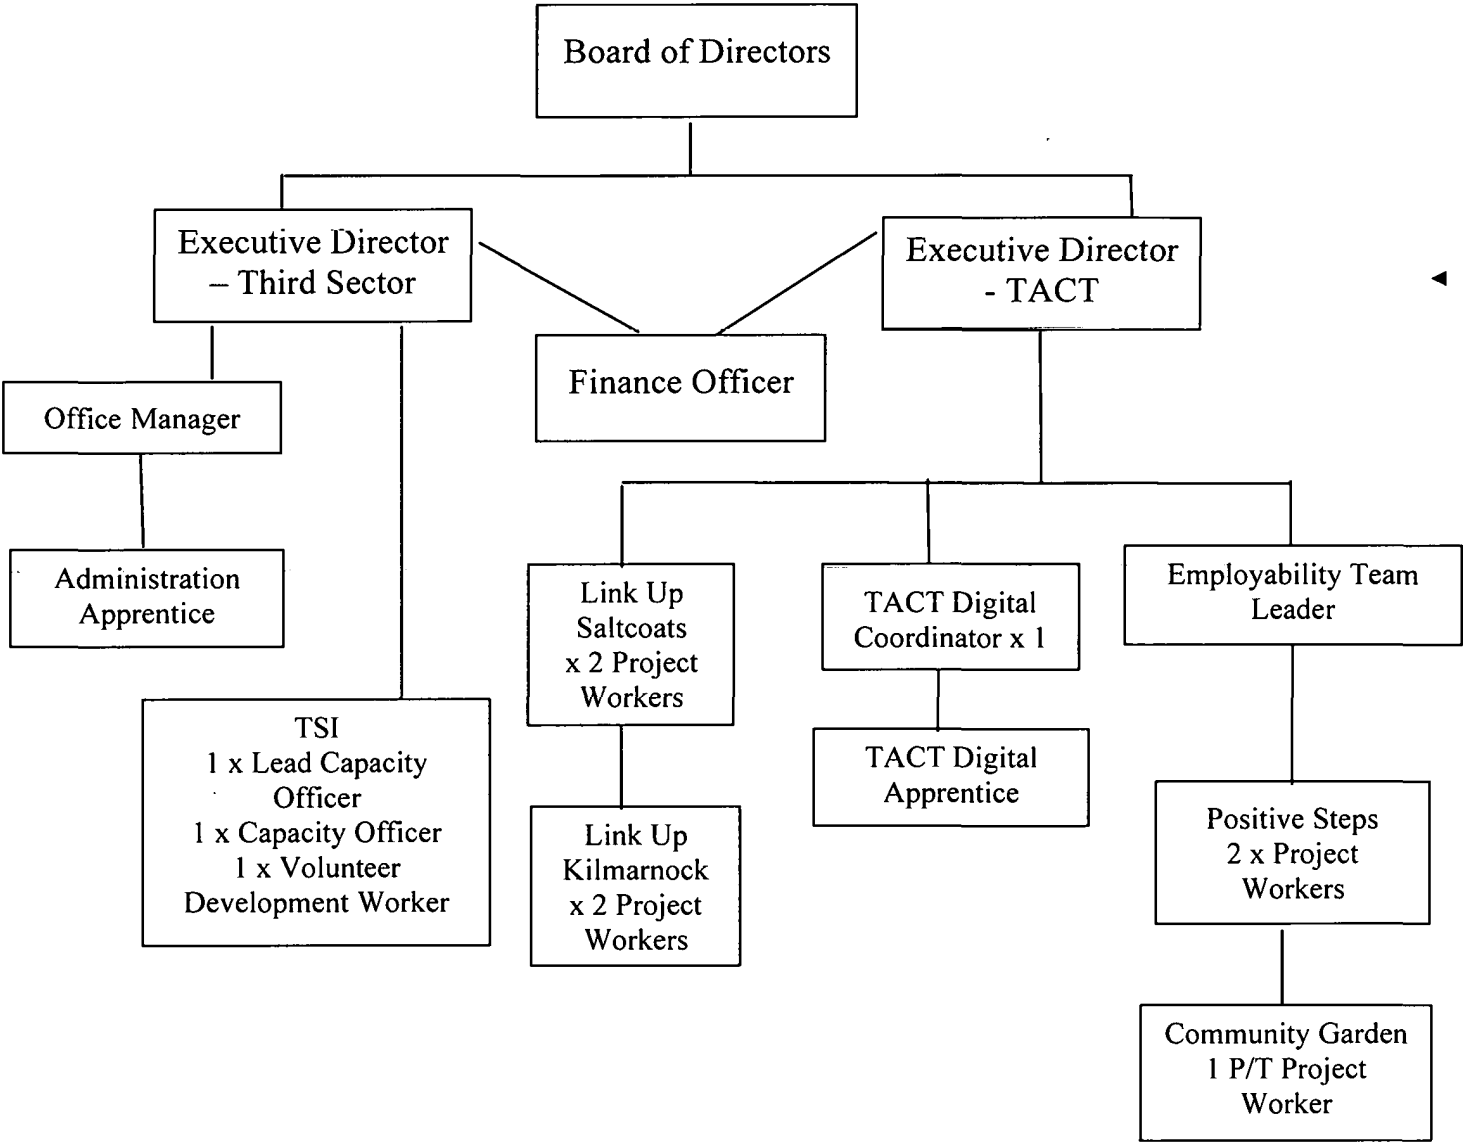 Board of Directors
Executive Director
– Third Sector
Executive Director
- TACT
Finance Officer
Office Manager
Administration
Apprentice
TSI
1 x Lead Capacity
Officer
1 x Capacity Officer
1 x Volunteer
Development Worker
Link Up
Saltcoats
x 2 Project
Workers
Link Up
Kilmarnock
x 2 Project
Workers
TACT Digital
Coordinator x 1
TACT Digital
Apprentice
Employability Team
Leader
Positive Steps
2 x Project
Workers
Community Garden
1 P/T Project
Worker